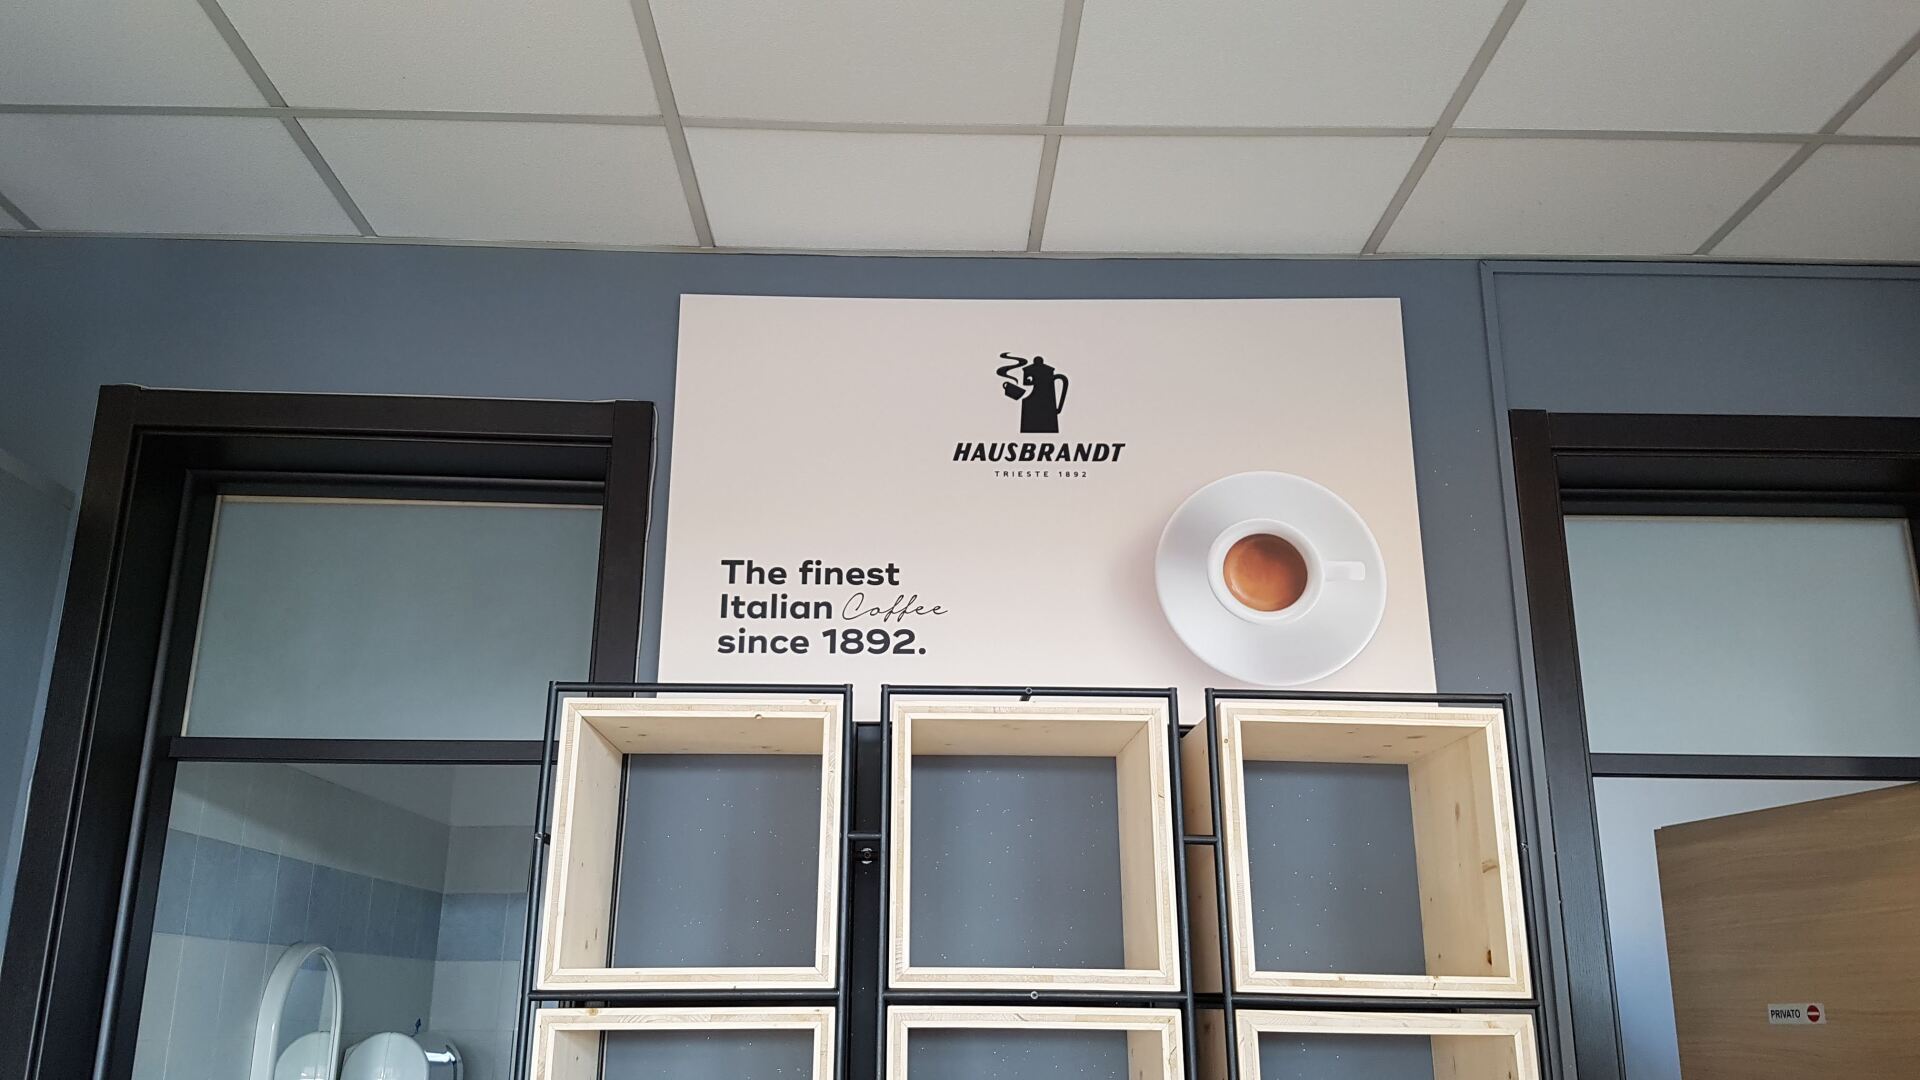 HAUSBRANDT
TRIESTE 1892
The finest
Italian Coffee
since 1892.
PRIVATO